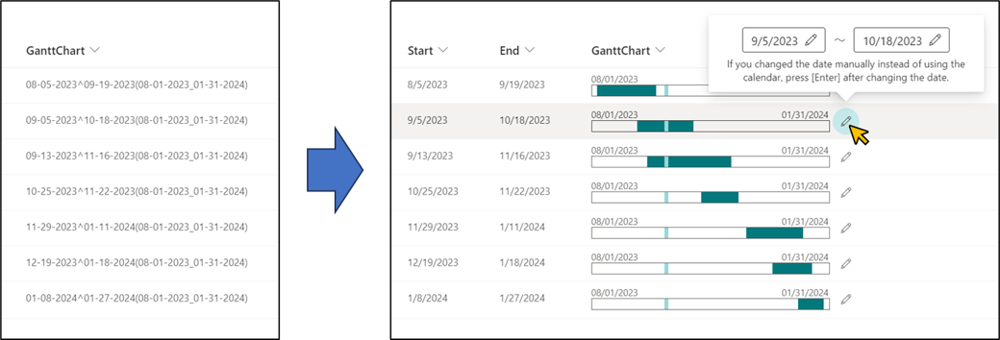 GanttChart
08-05-2023^09-19-2023(08-01-2023_01-31-2024)
09-05-2023^10-18-2023(08-01-2023_01-31-2024)
09-13-2023^11-16-2023(08-01-2023_01-31-2024)
10-25-2023^11-22-2023(08-01-2023_01-31-2024)
11-29-2023^01-11-2024(08-01-2023_01-31-2024)
12-19-2023^01-18-2024(08-01-2023_01-31-2024)
01-08-2024^01-27-2024(08-01-2023_01-31-2024)
9/5/2023 ~ 10/18/2023
If you changed the date manually instead of using the
calendar, press [Enter] after changing the date.
Start End GanttChart
8/5/2023 9/19/2023 08/01/2023
9/5/2023 10/18/2023 08/01/2023 01/31/2024
9/13/2023 11/16/2023 08/01/2023 01/31/2024
10/25/2023 11/22/2023 08/01/2023 01/31/2024
11/29/2023 1/11/2024 08/01/2023 01/31/2024
12/19/2023 1/18/2024 08/01/2023 01/31/2024
1/8/2024 1/27/2024 08/01/2023 01/31/2024